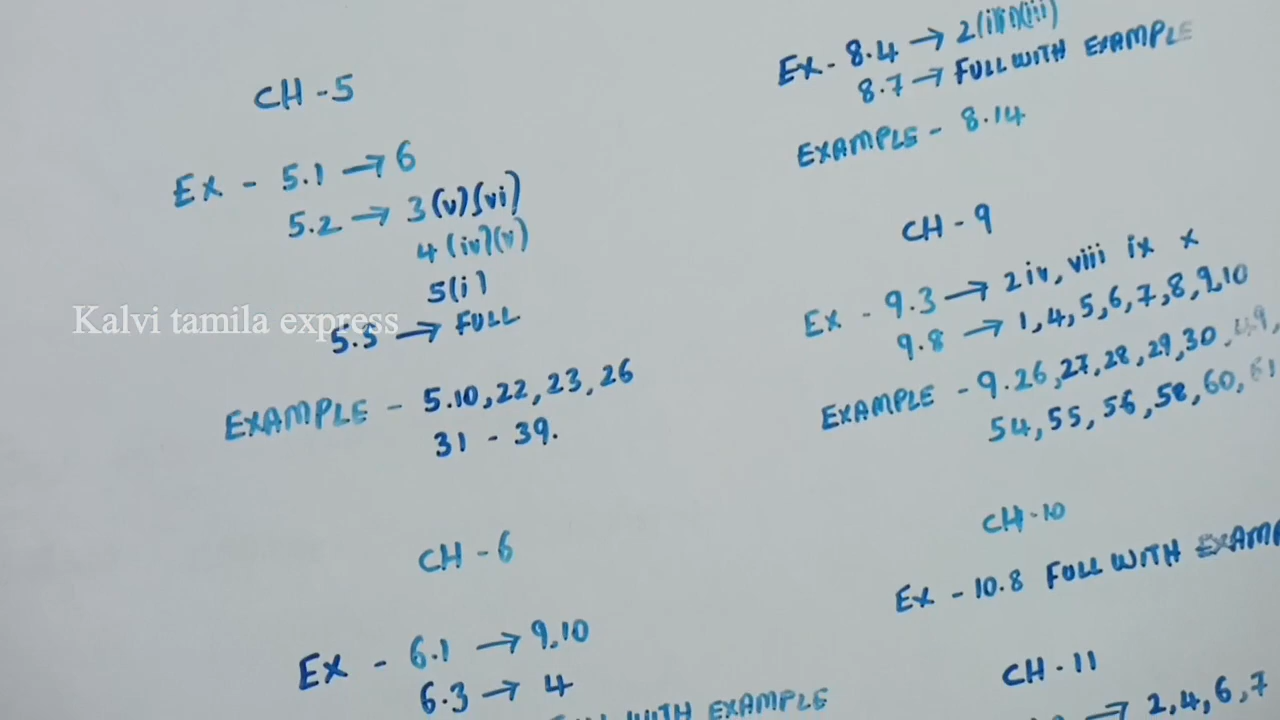 CH - 5
Ex - 5.1 → 6
5.2 → 3 (v) (vi)
4 (iv) (v)
5 (i)
5.5 → FULL
EXAMPLE - 5.10, 22, 23, 26
31 - 39.
CH - 6
Ex - 6.1 → 9,10
6.3 → 4
WITH EXAMPLE
Ex - 8.4 → 2
8.7 → FULL WITH EXAMPLE
EXAMPLE - 8.14
CH - 9
Ex - 9.3 → 2 iv, viii ix x
9.8 → 1, 4, 5, 6, 7, 8, 9, 10
EXAMPLE - 9.26, 27, 28, 29, 30, 49,
54, 55, 56, 58, 60, 61
CH - 10
Ex - 10.8 FULL WITH
CH - 11
→ 2, 4, 6, 7
Kalvi tamila express